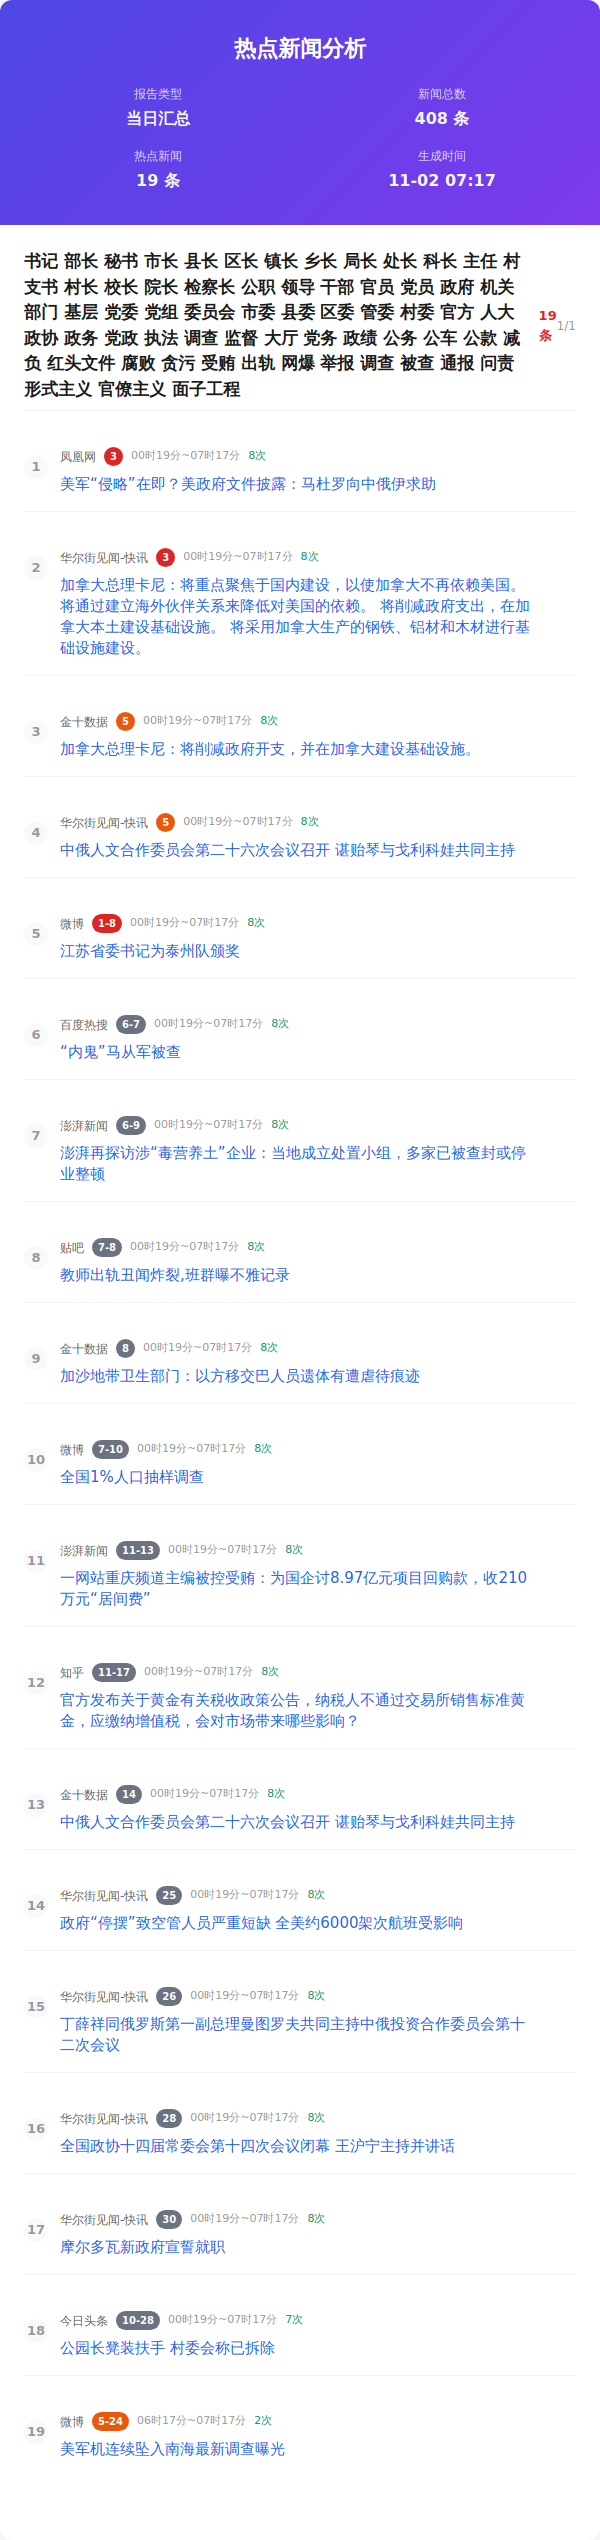 热点新闻分析
报告类型
新闻总数
当日汇总
408 条
热点新闻
生成时间
19 条
11-02 07:17
书记 部长 秘书 市长 县长 区长 镇长 乡长 局长 处长 科长 主任 村
支书 村长 校长 院长 检察长 公职 领导 干部 官员 党员 政府 机关
部门 基层 党委 党组 委员会 市委 县委 区委 管委 村委 官方 人大
政协 政务 党政 执法 调查 监督 大厅 党务 政绩 公务 公车 公款 减
负 红头文件 腐败 贪污 受贿 出轨 网爆 举报 调查 被查 通报 问责
形式主义 官僚主义 面子工程
19
条
1/1
1
凤凰网 3 00时19分~07时17分 8次
美军“侵略”在即？美政府文件披露：马杜罗向中俄伊求助
2
华尔街见闻-快讯 3 00时19分~07时17分 8次
加拿大总理卡尼：将重点聚焦于国内建设，以使加拿大不再依赖美国。
将通过建立海外伙伴关系来降低对美国的依赖。 将削减政府支出，在加
拿大本土建设基础设施。 将采用加拿大生产的钢铁、铝材和木材进行基
础设施建设。
3
金十数据 5 00时19分~07时17分 8次
加拿大总理卡尼：将削减政府开支，并在加拿大建设基础设施。
4
华尔街见闻-快讯 5 00时19分~07时17分 8次
中俄人文合作委员会第二十六次会议召开 谌贻琴与戈利科娃共同主持
5
微博 1-8 00时19分~07时17分 8次
江苏省委书记为泰州队颁奖
6
百度热搜 6-7 00时19分~07时17分 8次
“内鬼”马从军被查
7
澎湃新闻 6-9 00时19分~07时17分 8次
澎湃再探访涉“毒营养土”企业：当地成立处置小组，多家已被查封或停
业整顿
8
贴吧 7-8 00时19分~07时17分 8次
教师出轨丑闻炸裂,班群曝不雅记录
9
金十数据 8 00时19分~07时17分 8次
加沙地带卫生部门：以方移交巴人员遗体有遭虐待痕迹
10
微博 7-10 00时19分~07时17分 8次
全国1%人口抽样调查
11
澎湃新闻 11-13 00时19分~07时17分 8次
一网站重庆频道主编被控受贿：为国企讨8.97亿元项目回购款，收210
万元“居间费”
12
知乎 11-17 00时19分~07时17分 8次
官方发布关于黄金有关税收政策公告，纳税人不通过交易所销售标准黄
金，应缴纳增值税，会对市场带来哪些影响？
13
金十数据 14 00时19分~07时17分 8次
中俄人文合作委员会第二十六次会议召开 谌贻琴与戈利科娃共同主持
14
华尔街见闻-快讯 25 00时19分~07时17分 8次
政府“停摆”致空管人员严重短缺 全美约6000架次航班受影响
15
华尔街见闻-快讯 26 00时19分~07时17分 8次
丁薛祥同俄罗斯第一副总理曼图罗夫共同主持中俄投资合作委员会第十
二次会议
16
华尔街见闻-快讯 28 00时19分~07时17分 8次
全国政协十四届常委会第十四次会议闭幕 王沪宁主持并讲话
17
华尔街见闻-快讯 30 00时19分~07时17分 8次
摩尔多瓦新政府宣誓就职
18
今日头条 10-28 00时19分~07时17分 7次
公园长凳装扶手 村委会称已拆除
19
微博 5-24 06时17分~07时17分 2次
美军机连续坠入南海最新调查曝光